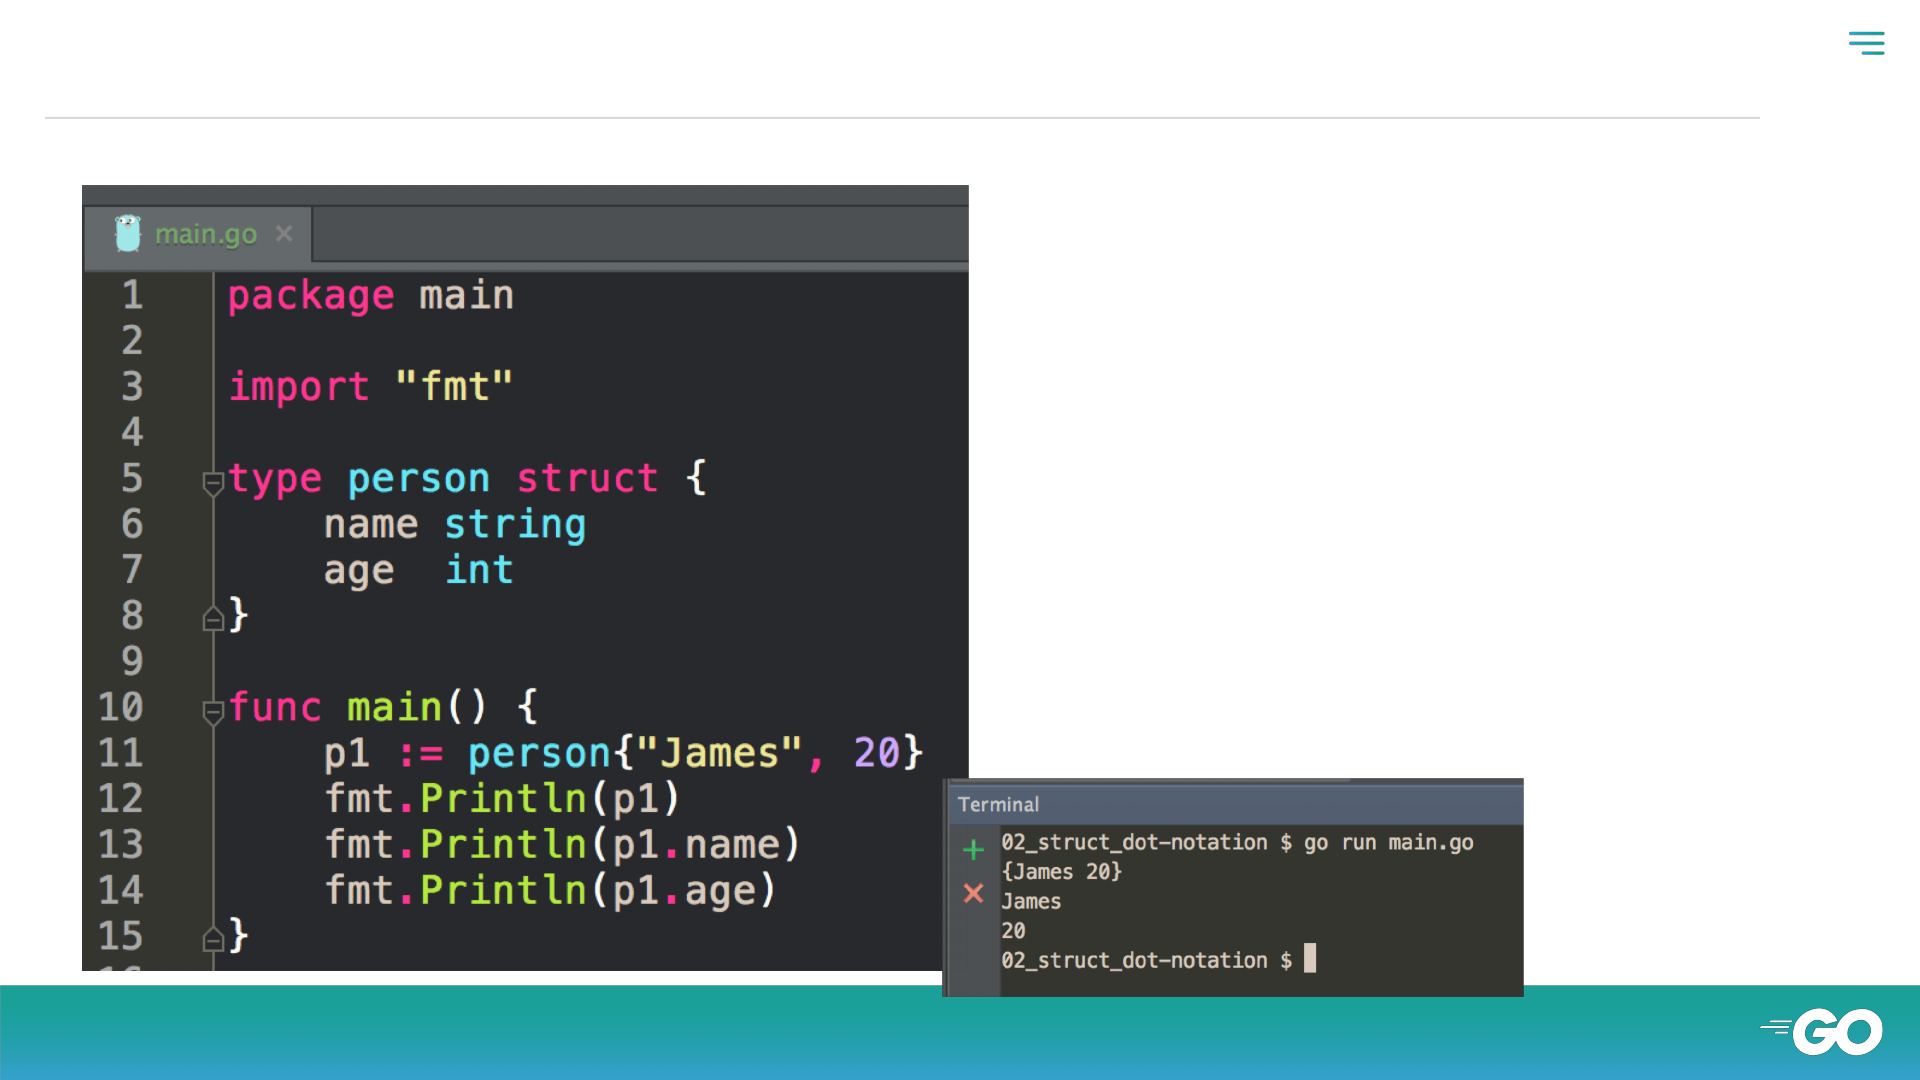 main.go
1 package main
2
3 import "fmt"
4
5 type person struct {
6     name string
7     age  int
8 }
9
10 func main() {
11     p1 := person{"James", 20}
12     fmt.Println(p1)
13     fmt.Println(p1.name)
14     fmt.Println(p1.age)
15 }
Terminal
02_struct_dot-notation $ go run main.go
{James 20}
James
20
02_struct_dot-notation $
GO